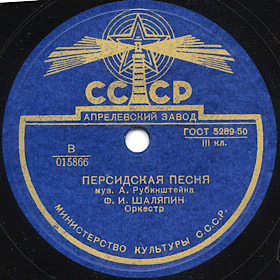 СССР
АПРЕЛЕВСКИЙ ЗАВОД
ГОСТ 5289-50
III кл.
В
015866
ПЕРСИДСКАЯ ПЕСНЯ
муз. А. Рубинштейна
Ф. И. ШАЛЯПИН
Оркестр
МИНИСТЕРСТВО КУЛЬТУРЫ С.С.С.Р.